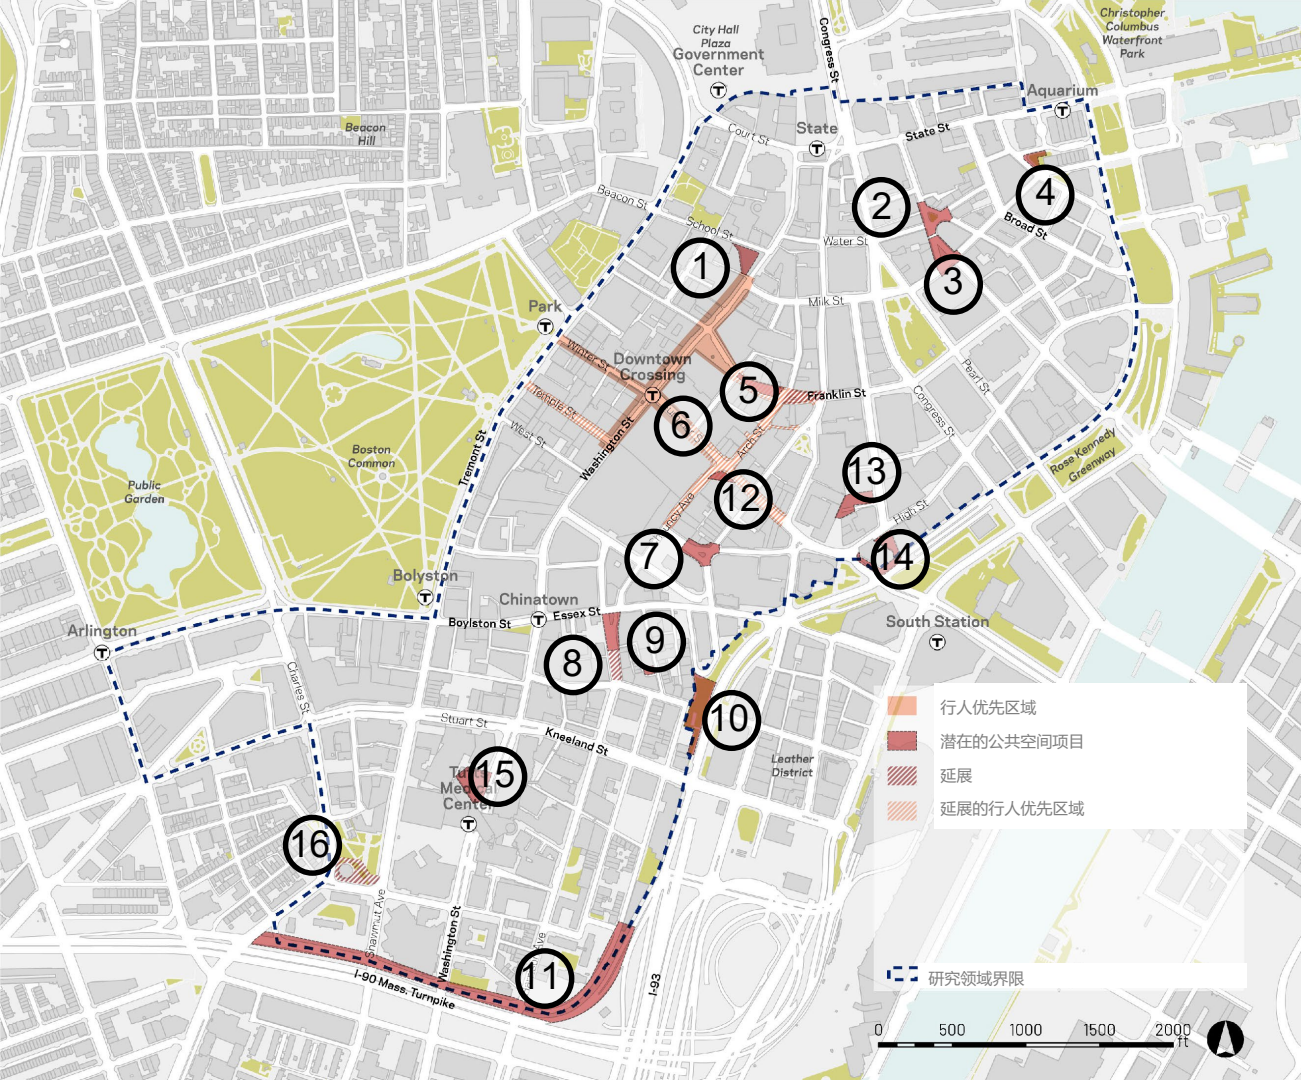 City Hall
Plaza
Government
Center
Congress St
Christopher
Columbus
Waterfront
Park
Aquarium
Court St
State
State St
Beacon
Hill
Beacon St
School St
Water St
Broad St
1
2
3
4
Milk St
Park
Winter St
Downtown
Crossing
Temple St
West St
Washington St
Franklin St
Arch St
Pearl St
Congress St
5
6
Tremont St
Boston
Common
Public
Garden
Rose Kennedy
Greenway
High St
12
13
14
7
Bolyston
Chinatown
Essex St
Boylston St
Arlington
South Station
8
9
10
Charles St
Stuart St
Kneeland St
Leather
District
Tufts
Medical
Center
15
16
Washington St
11
I-90 Mass. Turnpike
I-93
行人优先区域
潜在的公共空间项目
延展
延展的行人优先区域
研究领域界限
0 500 1000 1500 2000
ft